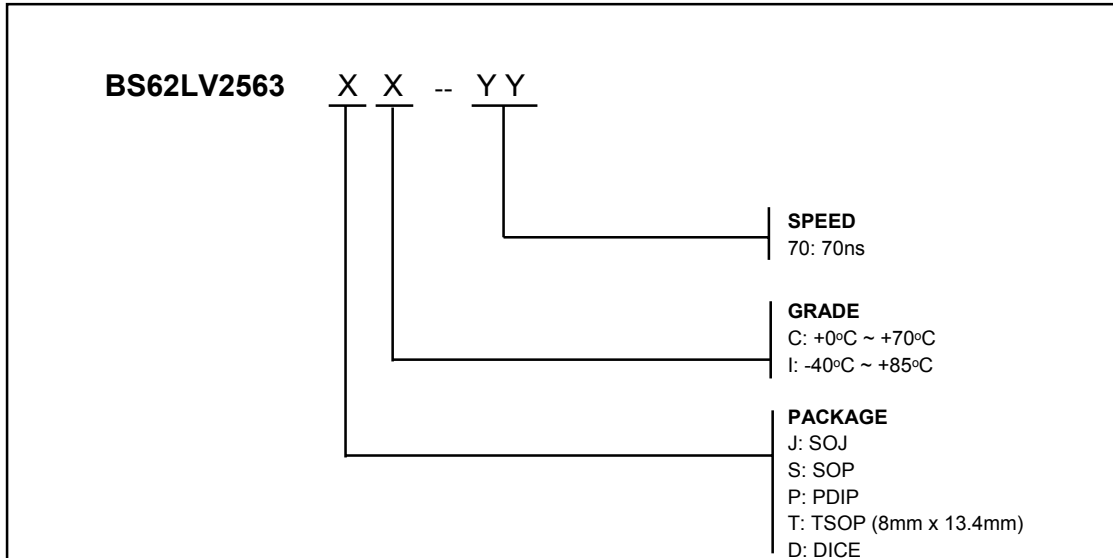 BS62LV2563 X X -- Y Y
SPEED
70: 70ns
GRADE
C: +0ºC ~ +70ºC
I: -40ºC ~ +85ºC
PACKAGE
J: SOJ
S: SOP
P: PDIP
T: TSOP (8mm x 13.4mm)
D: DICE